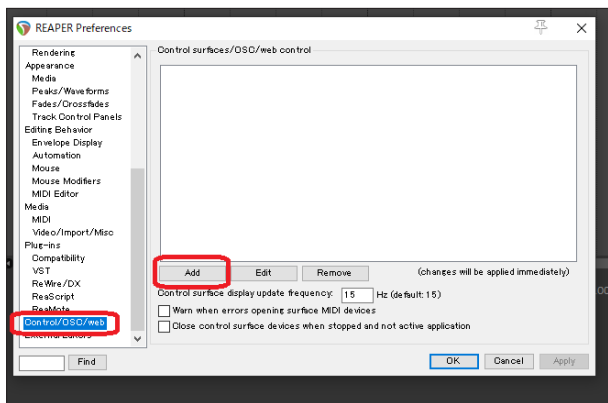 REAPER Preferences
Rendering
Appearance
Media
Peaks/Waveforms
Fades/Crossfades
Track Control Panels
Editing Behavior
Envelope Display
Automation
Mouse
Mouse Modifiers
MIDI Editor
Media
MIDI
Video/Import/Misc
Plug-ins
Compatibility
VST
ReWire/DX
ReaScript
ReaMote
Control/OSC/web
External Editors
Find
Control surfaces/OSC/web control
Add Edit Remove (changes will be applied immediately)
Control surface display update frequency: 15 Hz (default: 15)
Warn when errors opening surface MIDI devices
Close control surface devices when stopped and not active application
OK Cancel Apply